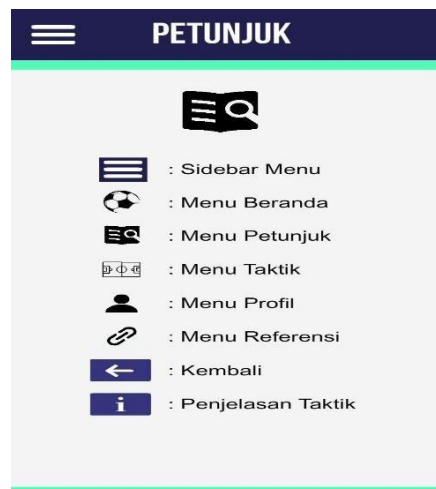 PETUNJUK
: Sidebar Menu
: Menu Beranda
: Menu Petunjuk
: Menu Taktik
: Menu Profil
: Menu Referensi
: Kembali
i : Penjelasan Taktik